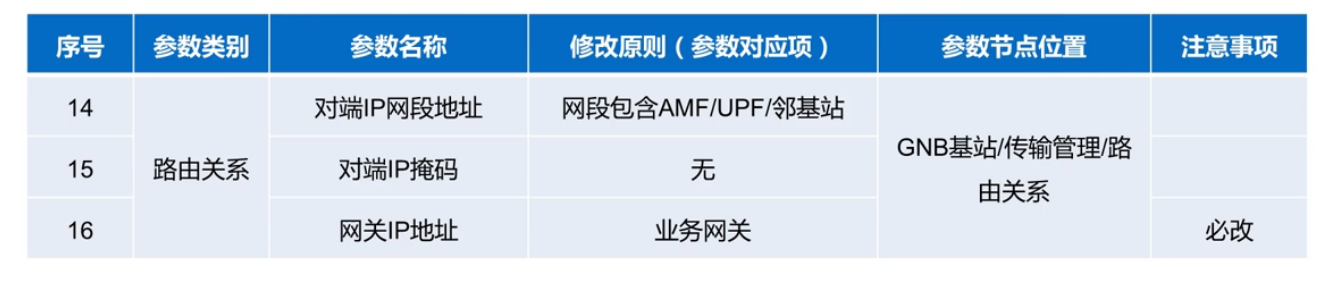 序号 参数类别 参数名称 修改原则（参数对应项） 参数节点位置 注意事项
14 路由关系 对端IP网段地址 网段包含AMF/UPF/邻基站 GNB基站/传输管理/路
由关系
15 对端IP掩码 无
16 网关IP地址 业务网关 必改